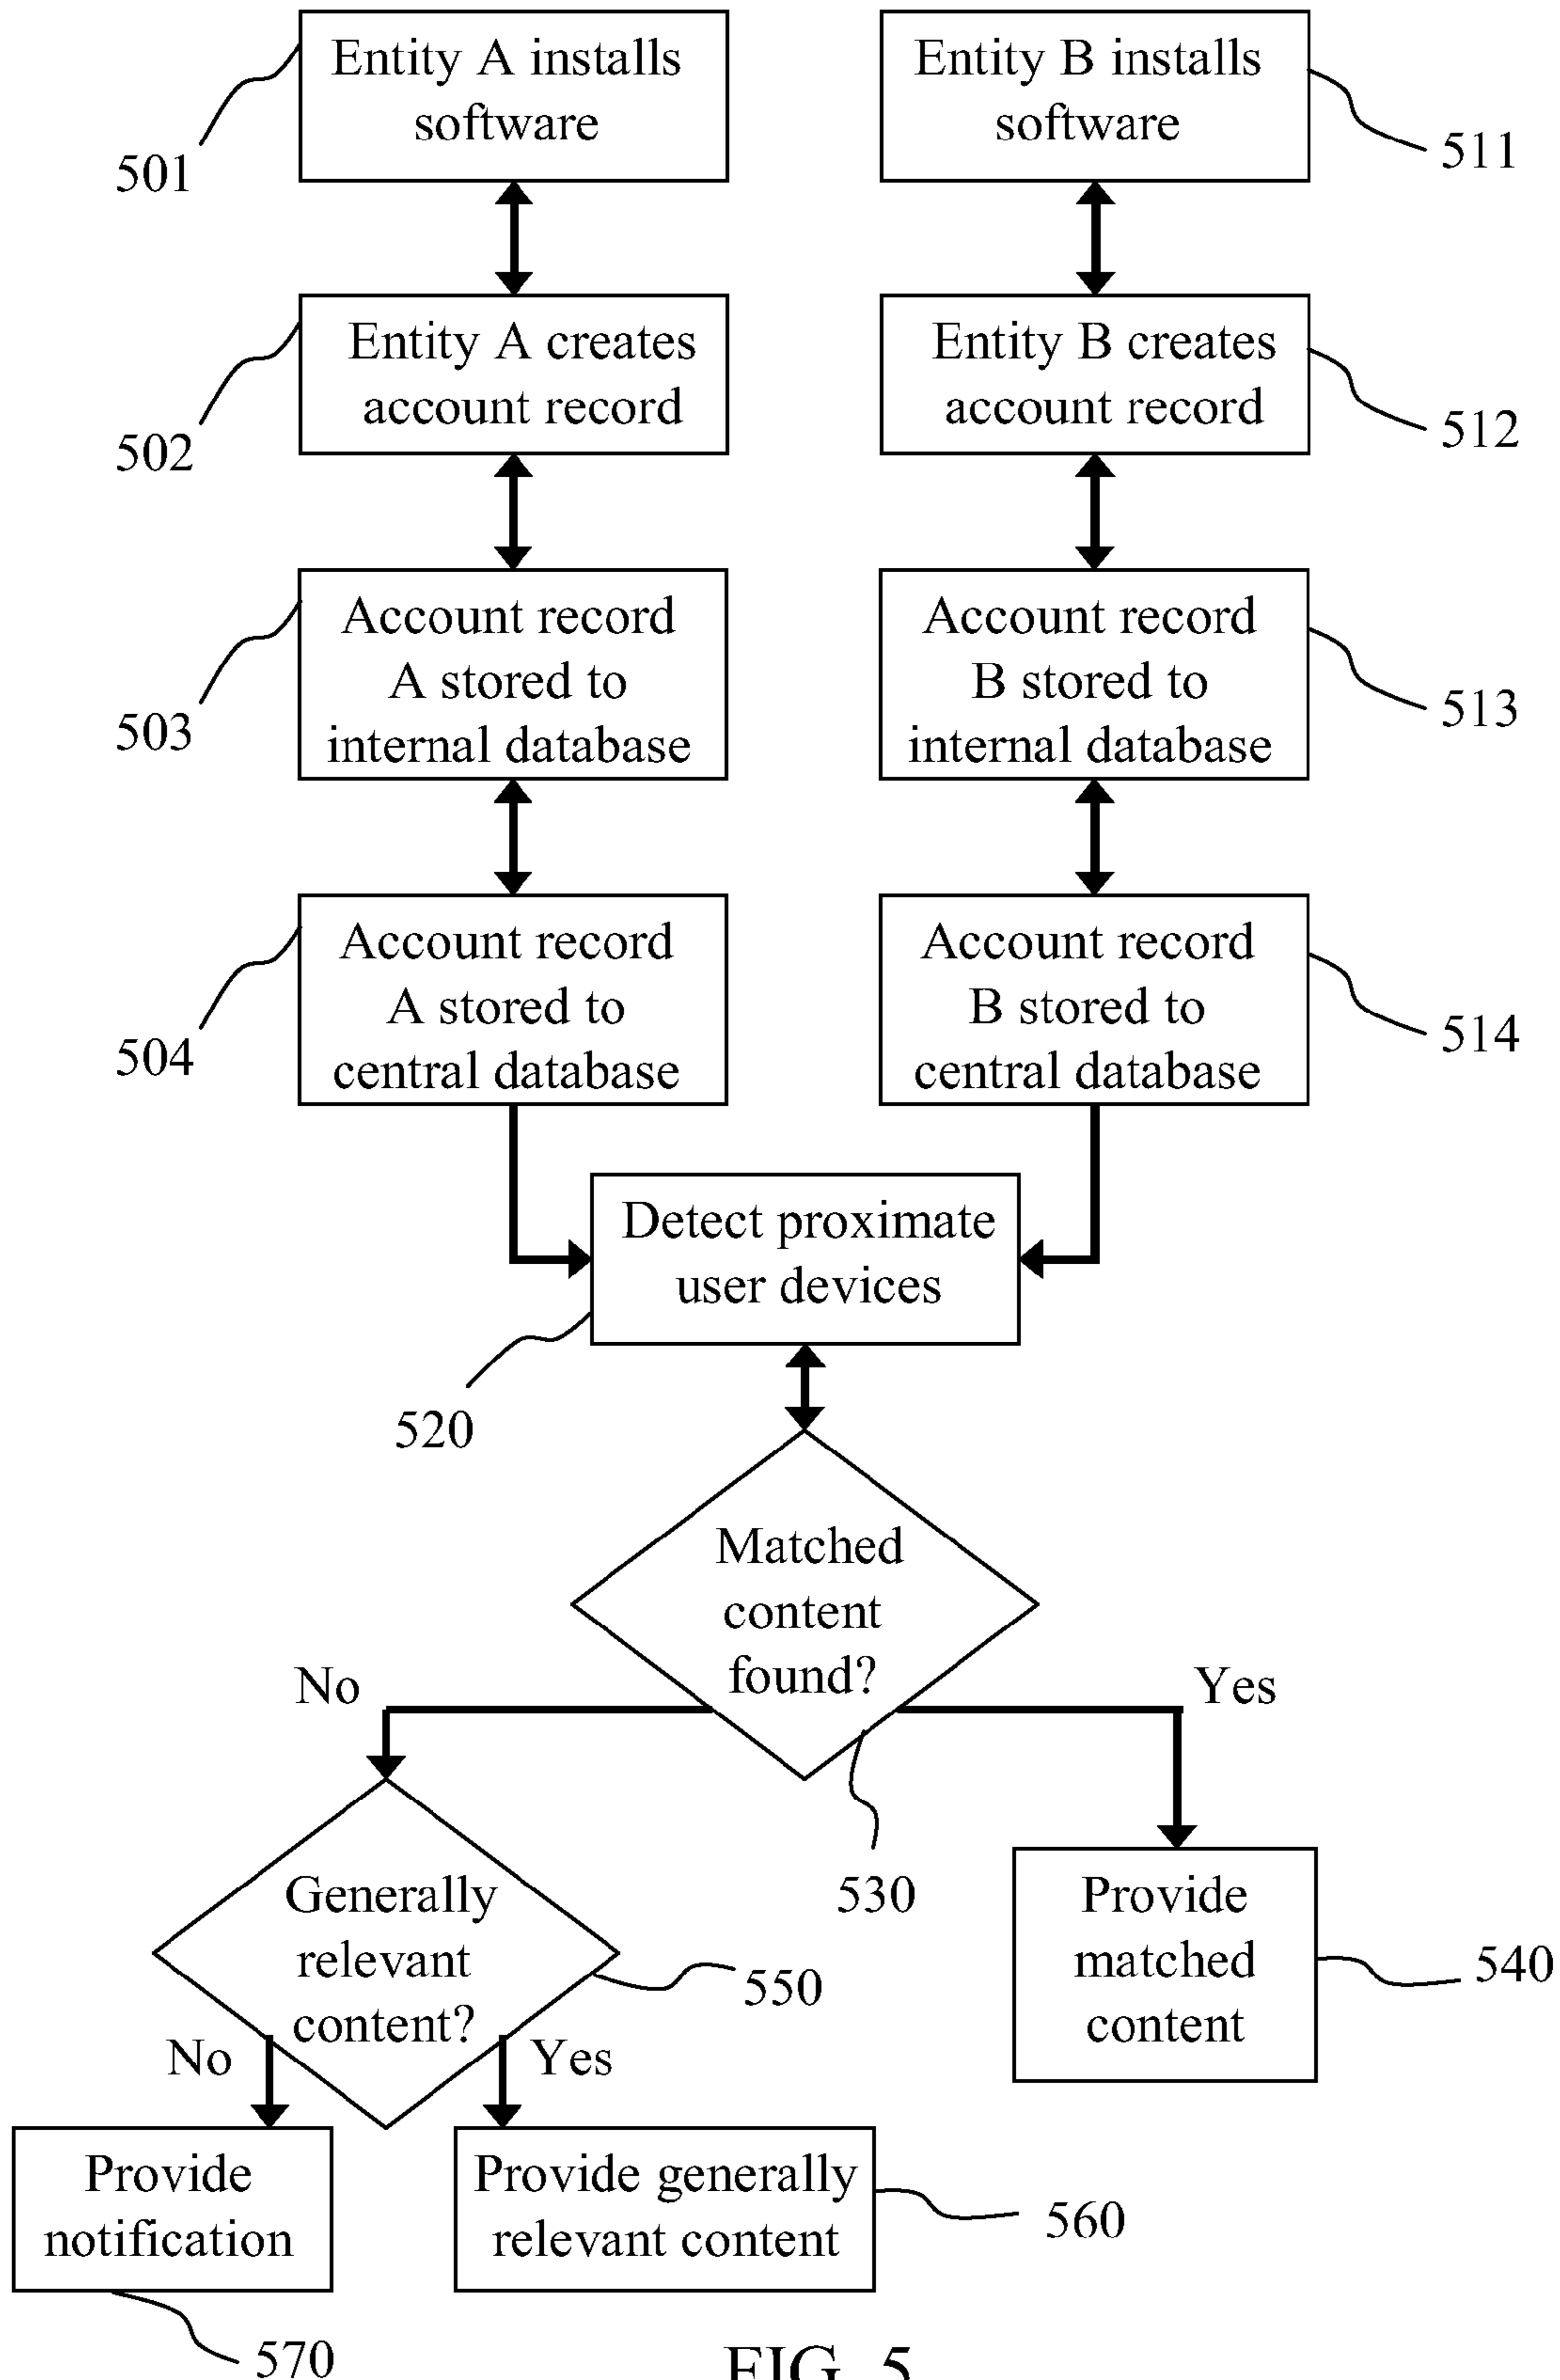 Entity A installs
software
501
Entity B installs
software
511
Entity A creates
account record
502
Entity B creates
account record
512
Account record
A stored to
internal database
503
Account record
B stored to
internal database
513
Account record
A stored to
central database
504
Account record
B stored to
central database
514
Detect proximate
user devices
520
Matched
content
found?
530
No
Yes
Generally
relevant
content?
550
Provide
matched
content
540
No
Yes
Provide
notification
570
Provide generally
relevant content
560
FIG. 5